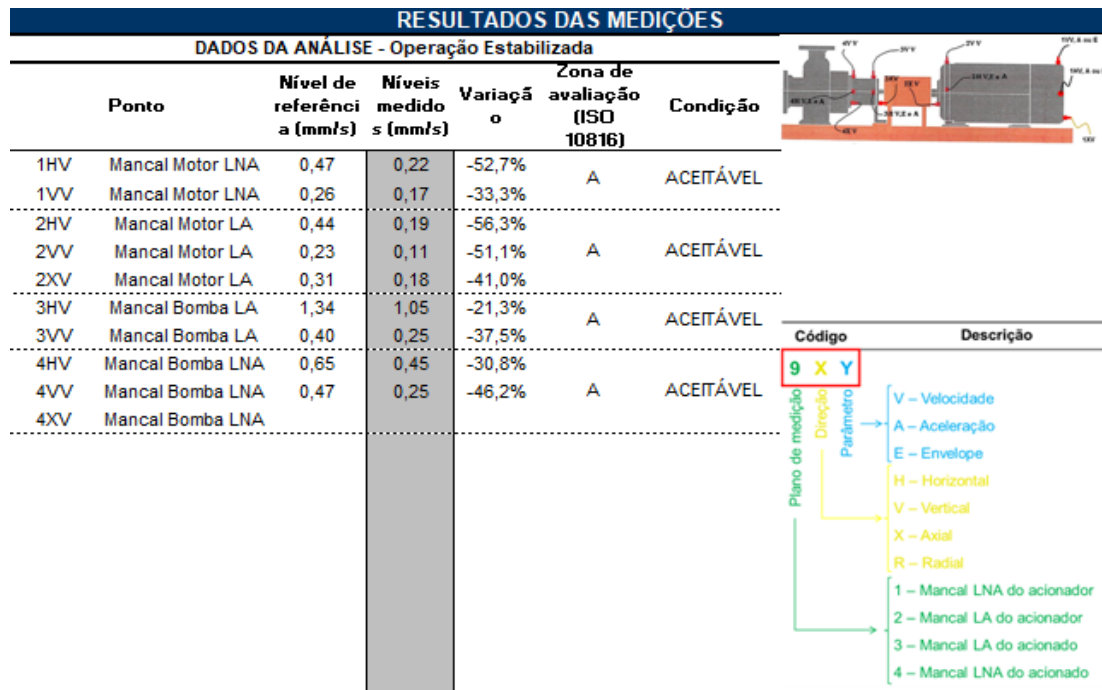 RESULTADOS DAS MEDIÇÕES
DADOS DA ANÁLISE - Operação Estabilizada
Ponto Nível de referênci a (mm/s) Níveis medido s (mm/s) Variaçã o Zona de avaliação (ISO 10816) Condição
1HV Mancal Motor LNA 0,47 0,22 -52,7% A ACEITÁVEL
1VV Mancal Motor LNA 0,26 0,17 -33,3%
2HV Mancal Motor LA 0,44 0,19 -56,3%
2VV Mancal Motor LA 0,23 0,11 -51,1% A ACEITÁVEL
2XV Mancal Motor LA 0,31 0,18 -41,0%
3HV Mancal Bomba LA 1,34 1,05 -21,3% A ACEITÁVEL
3VV Mancal Bomba LA 0,40 0,25 -37,5%
4HV Mancal Bomba LNA 0,65 0,45 -30,8%
4VV Mancal Bomba LNA 0,47 0,25 -46,2% A ACEITÁVEL
4XV Mancal Bomba LNA
4VV
3VV
2VV
1VV, A ou E
Código Descrição
9 X Y
Plano de medição
Direção
Parâmetro
V – Velocidade
A – Aceleração
E – Envelope
H – Horizontal
V – Vertical
X – Axial
R – Radial
1 – Mancal LNA do acionador
2 – Mancal LA do acionador
3 – Mancal LA do acionado
4 – Mancal LNA do acionado